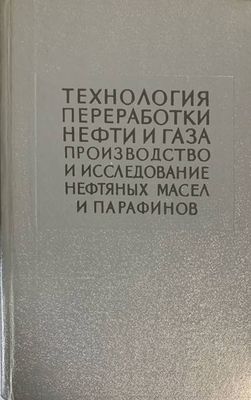 ТЕХНОЛОГИЯ
ПЕРЕРАБОТКИ
НЕФТИ И ГАЗА
ПРОИЗВОДСТВО
И ИССЛЕДОВАНИЕ
НЕФТЯНЫХ МАСЕЛ
И ПАРАФИНОВ